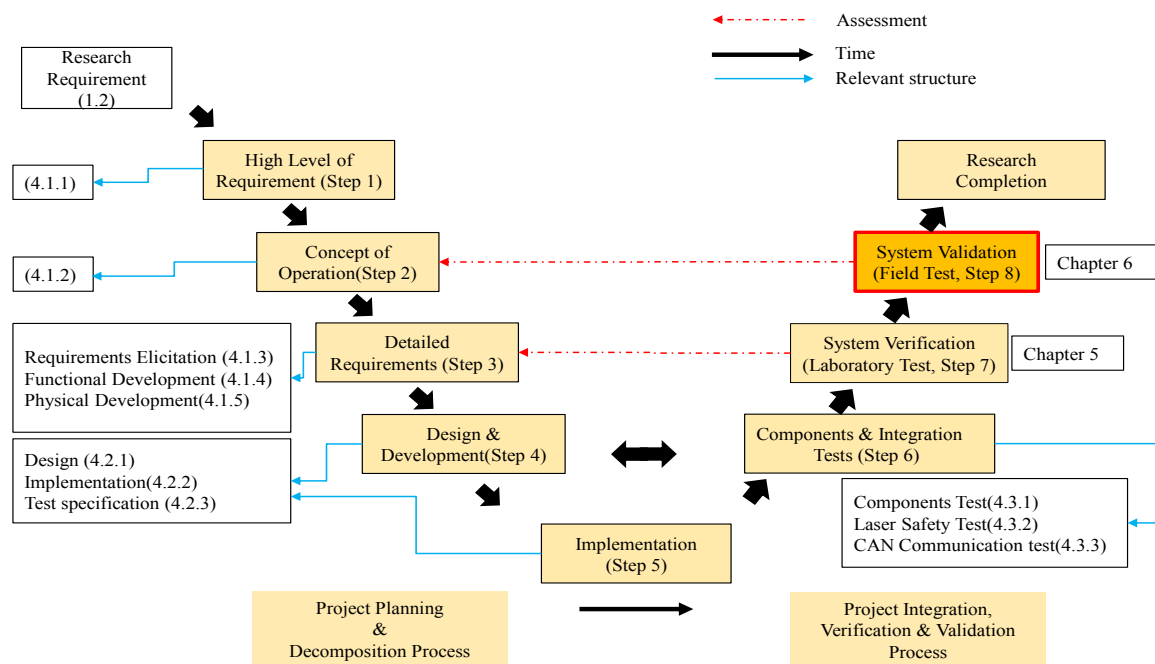 Assessment
Time
Relevant structure
Research
Requirement
(1.2)
High Level of
Requirement (Step 1)
(4.1.1)
Research
Completion
Concept of
Operation(Step 2)
(4.1.2)
System Validation
(Field Test, Step 8)
Chapter 6
Detailed
Requirements (Step 3)
Requirements Elicitation (4.1.3)
Functional Development (4.1.4)
Physical Development(4.1.5)
System Verification
(Laboratory Test, Step 7)
Chapter 5
Design &
Development(Step 4)
Design (4.2.1)
Implementation(4.2.2)
Test specification (4.2.3)
Components & Integration
Tests (Step 6)
Components Test(4.3.1)
Laser Safety Test(4.3.2)
CAN Communication test(4.3.3)
Implementation
(Step 5)
Project Planning
&
Decomposition Process
Project Integration,
Verification & Validation
Process